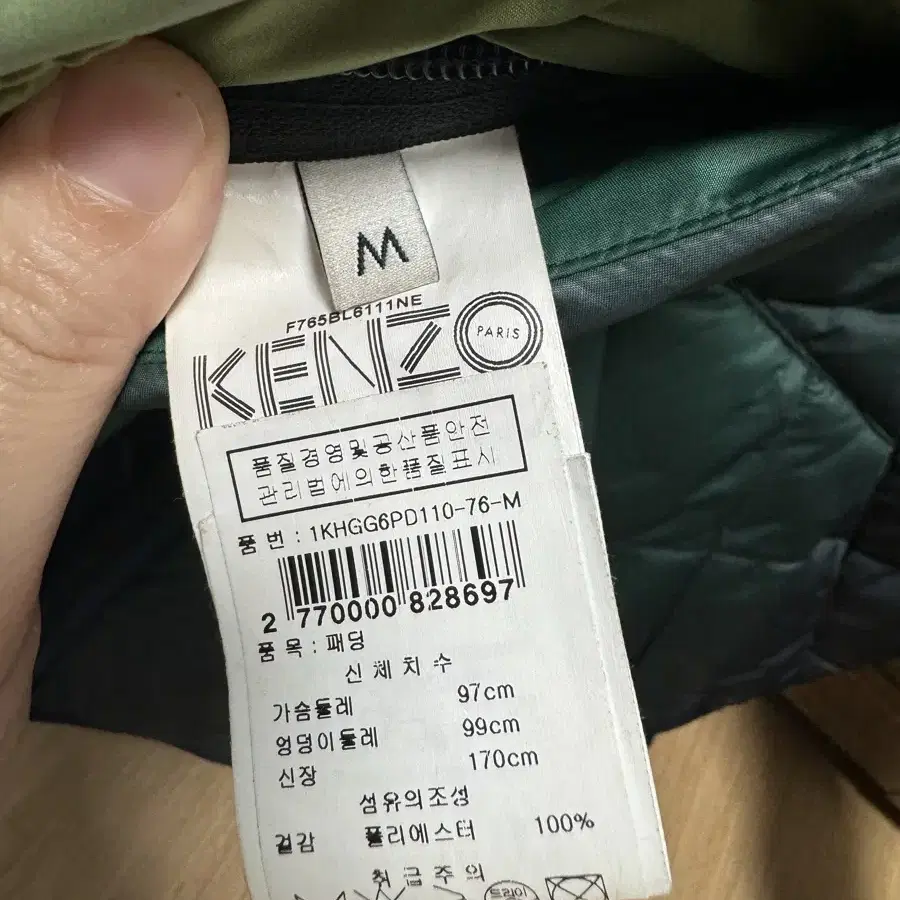 M
F765BL6111NE
KENZO PARIS
품질경영및공산품안전
관리법에의한품질표시
품 번 : 1KHGG6PD110-76-M
2 770000 828697
품 목 : 패딩
신 체 치 수
가슴둘레 97cm
엉덩이둘레 99cm
신장 170cm
섬유의조성
겉감 폴리에스터 100%
취 급 주 의
드라이